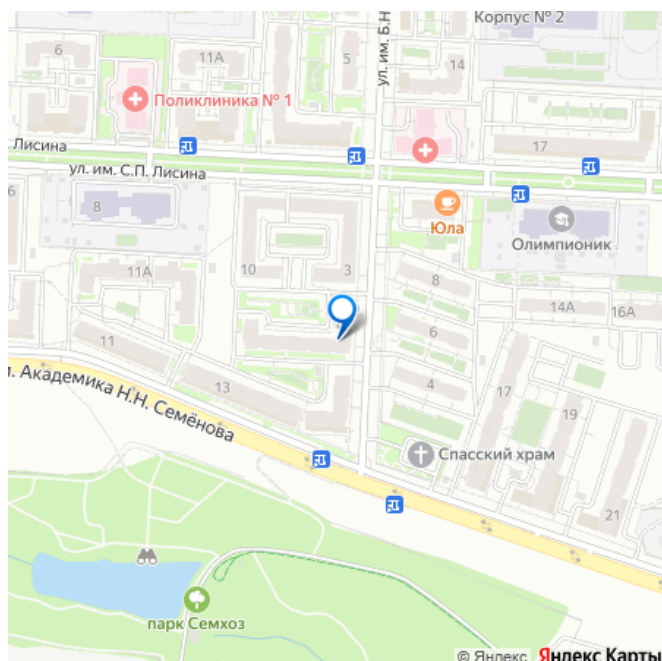 Корпус № 2
6
11А
5
ул. им. Б.Н
14
Поликлиника № 1
17
Лисина
ул. им. С.П. Лисина
6
8
Юла
Олимпионик
11А
10
3
8
14А
16А
6
11
13
4
17
19
м. Академика Н.Н. Семёнова
Спасский храм
21
парк Семхоз
© Яндекс Яндекс Карты